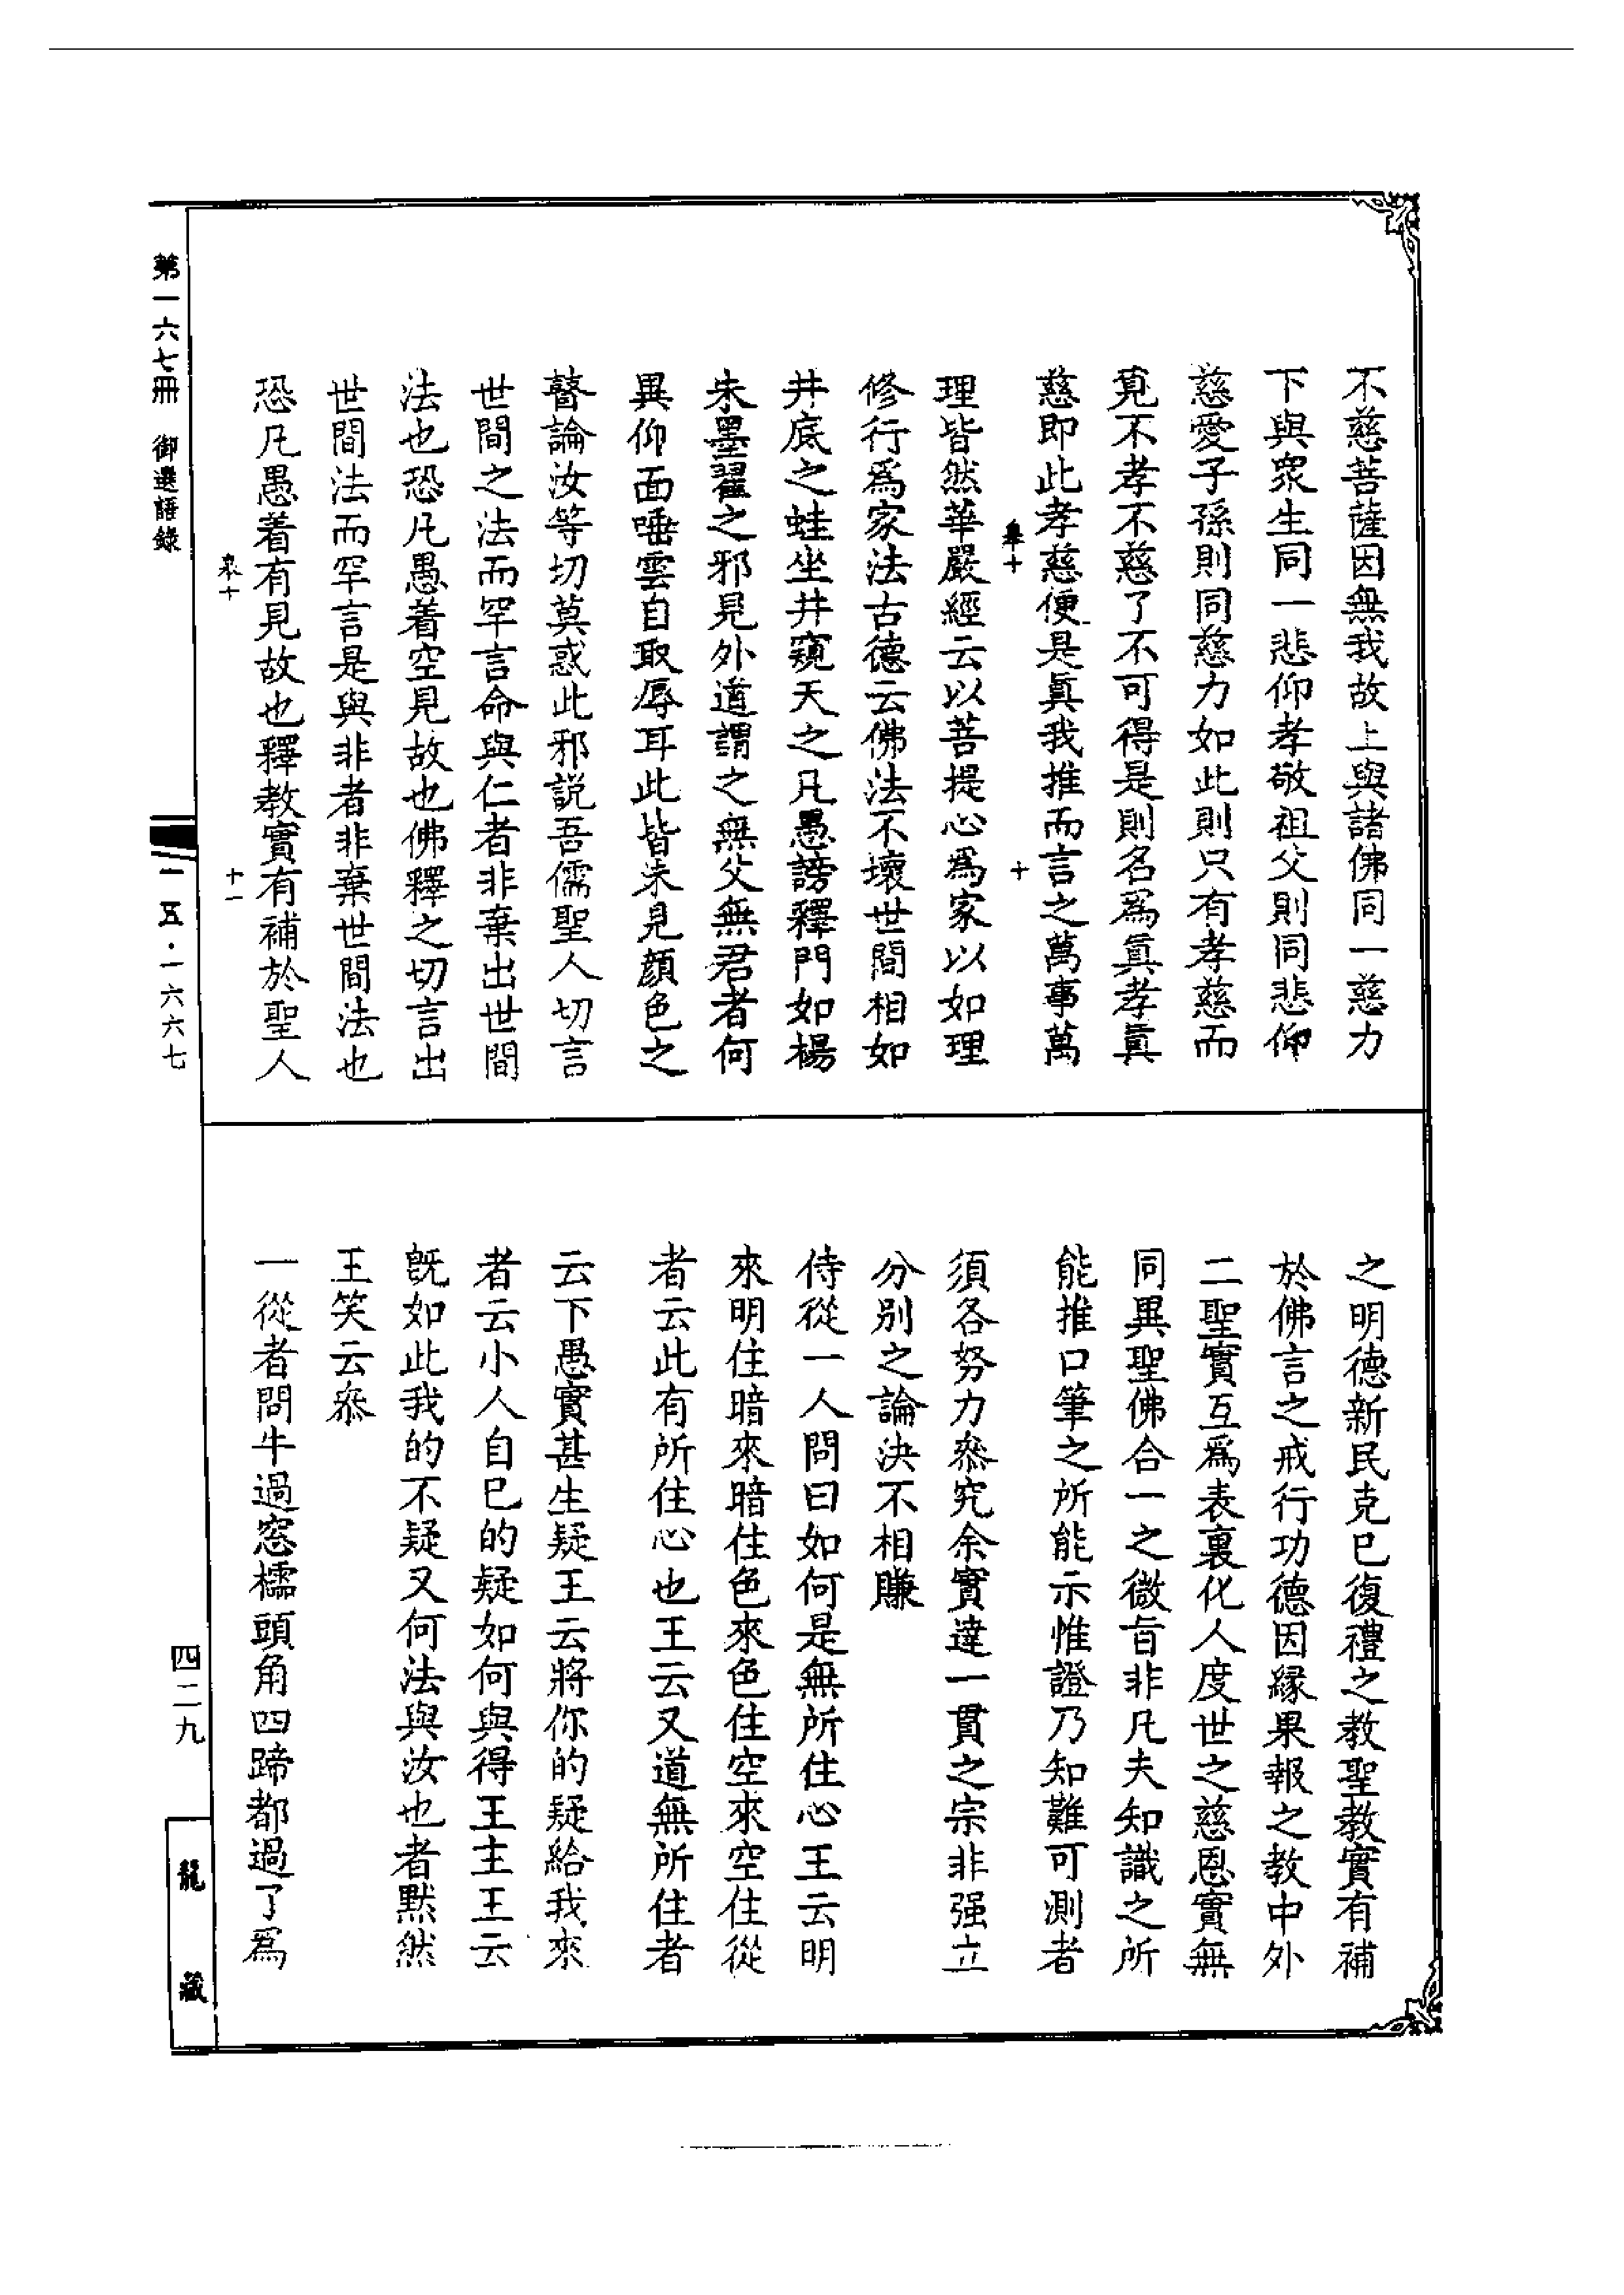 不慈菩薩因無我故上與諸佛同一慈力
下與眾生同一悲仰孝敬祖父則同悲仰
慈愛子孫則同慈力如此則只有孝慈而
覓不孝不慈了不可得是則名爲眞孝眞
慈即此孝慈便是眞我推而言之萬事萬
十
理皆然華嚴經云以菩提心爲家以如理
修行爲家法古德云佛法不壞世間相如
井底之蛙坐井窺天之凡愚謗釋門如楊
朱墨翟之邪見外道謂之無父無君者何
異仰面唾雲自取辱耳此皆未見顏色之
瞽論汝等切莫惑此邪說吾儒聖人切言
世間之法而罕言命與仁者非棄出世間
法也恐凡愚着空見故也佛釋之切言出
世間法而罕言是與非者非棄世間法也
恐凡愚着有見故也釋教實有補於聖人
十一
之明德新民克己復禮之教聖教實有補
於佛言之戒行功德因緣果報之教中外
二聖實互爲表裏化人度世之慈恩實無
同異聖佛合一之微旨非凡夫知識之所
能推口筆之所能示惟證乃知難可測者
須各努力叅究余實達一貫之宗非强立
分別之論決不相賺
侍從一人問曰如何是無所住心王云明
來明住暗來暗住色來色住空來空住從
者云此有所住心也王云又道無所住者
云下愚實甚生疑王云將你的疑給我來
者云小人自己的疑如何與得王主王云
旣如此我的不疑又何法與汝也者默然
王笑云叅
一從者問牛過窓櫺頭角四蹄都過了爲
第一六七冊　御選語錄
一五·一六六七
四二九
龍藏